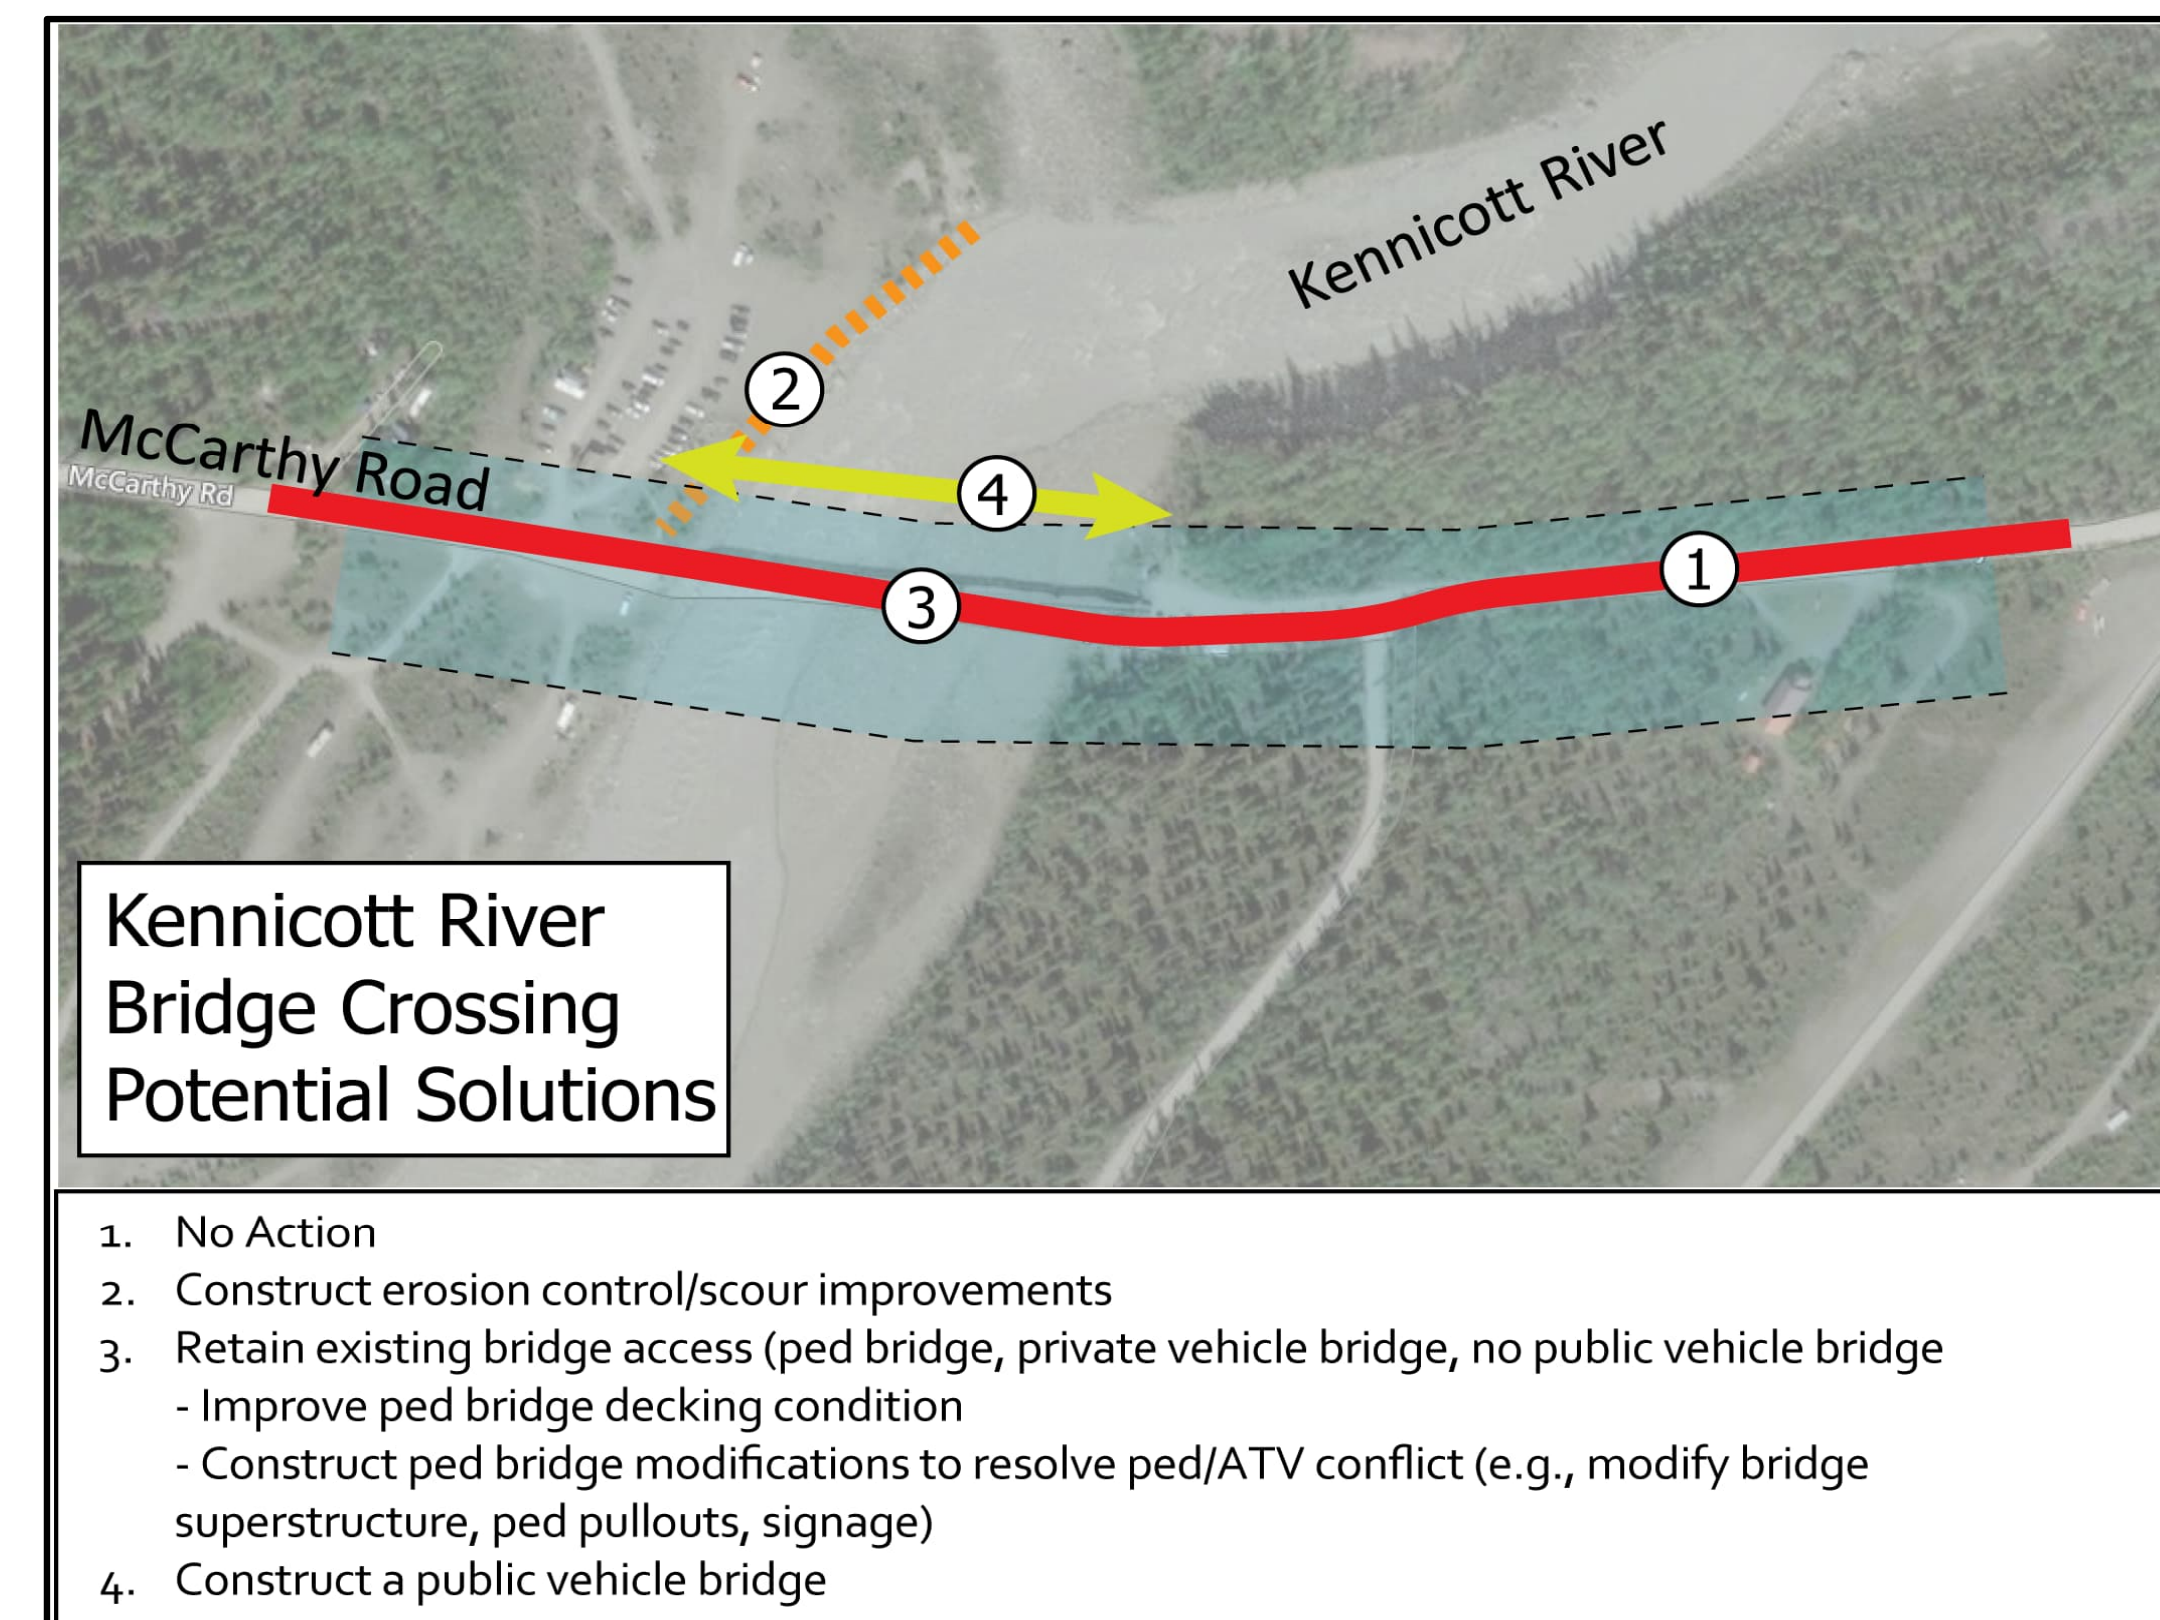 Kennicott River
McCarthy Road
McCarthy Rd
2
4
1
3
Kennicott River
Bridge Crossing
Potential Solutions
1. No Action
2. Construct erosion control/scour improvements
3. Retain existing bridge access (ped bridge, private vehicle bridge, no public vehicle bridge
- Improve ped bridge decking condition
- Construct ped bridge modifications to resolve ped/ATV conflict (e.g., modify bridge
superstructure, ped pullouts, signage)
4. Construct a public vehicle bridge